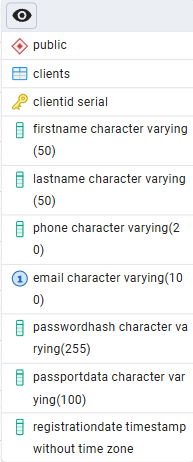 public
clients
clientid serial
firstname character varying
(50)
lastname character varying
(50)
phone character varying(2
0)
1
email character varying(10
0)
passwordhash character va
rying(255)
passportdata character var
ying(100)
registrationdate timestamp
without time zone